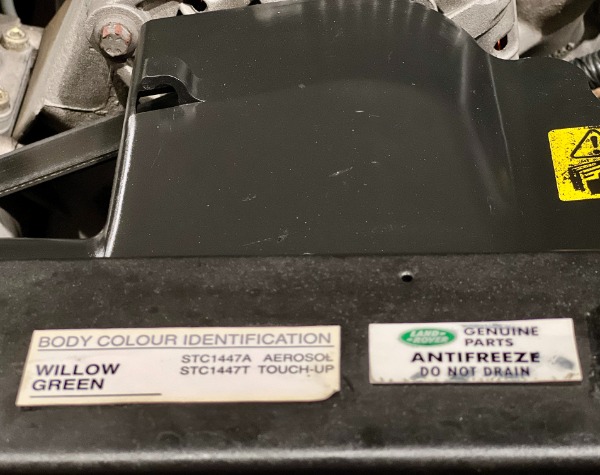 BODY COLOUR IDENTIFICATION
WILLOW GREEN
STC1447A AEROSOL
STC1447T TOUCH-UP
LAND-ROVER
GENUINE PARTS
ANTIFREEZE
DO NOT DRAIN